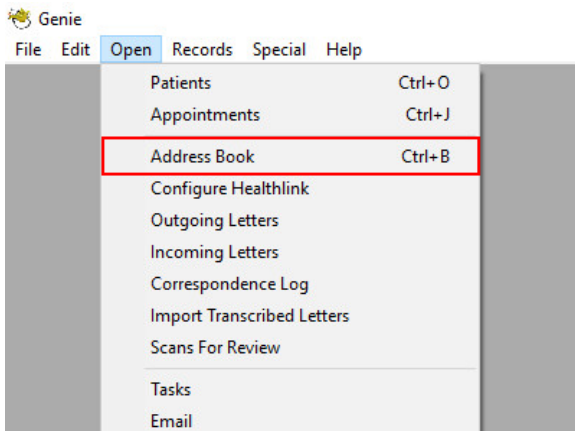 Genie
File Edit Open Records Special Help
Patients Ctrl+O
Appointments Ctrl+J
Address Book Ctrl+B
Configure Healthlink
Outgoing Letters
Incoming Letters
Correspondence Log
Import Transcribed Letters
Scans For Review
Tasks
Email